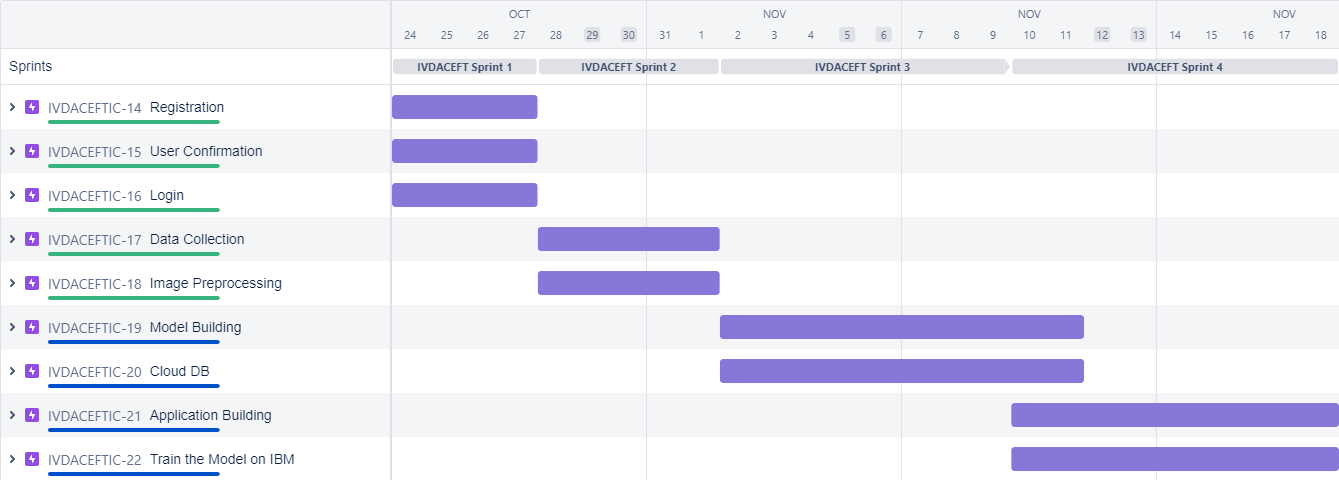 OCT NOV NOV NOV
24 25 26 27 28 29 30 31 1 2 3 4 5 6 7 8 9 10 11 12 13 14 15 16 17 18
Sprints IVDACEFT Sprint 1 IVDACEFT Sprint 2 IVDACEFT Sprint 3 IVDACEFT Sprint 4
IVDACEFTIC-14 Registration
IVDACEFTIC-15 User Confirmation
IVDACEFTIC-16 Login
IVDACEFTIC-17 Data Collection
IVDACEFTIC-18 Image Preprocessing
IVDACEFTIC-19 Model Building
IVDACEFTIC-20 Cloud DB
IVDACEFTIC-21 Application Building
IVDACEFTIC-22 Train the Model on IBM